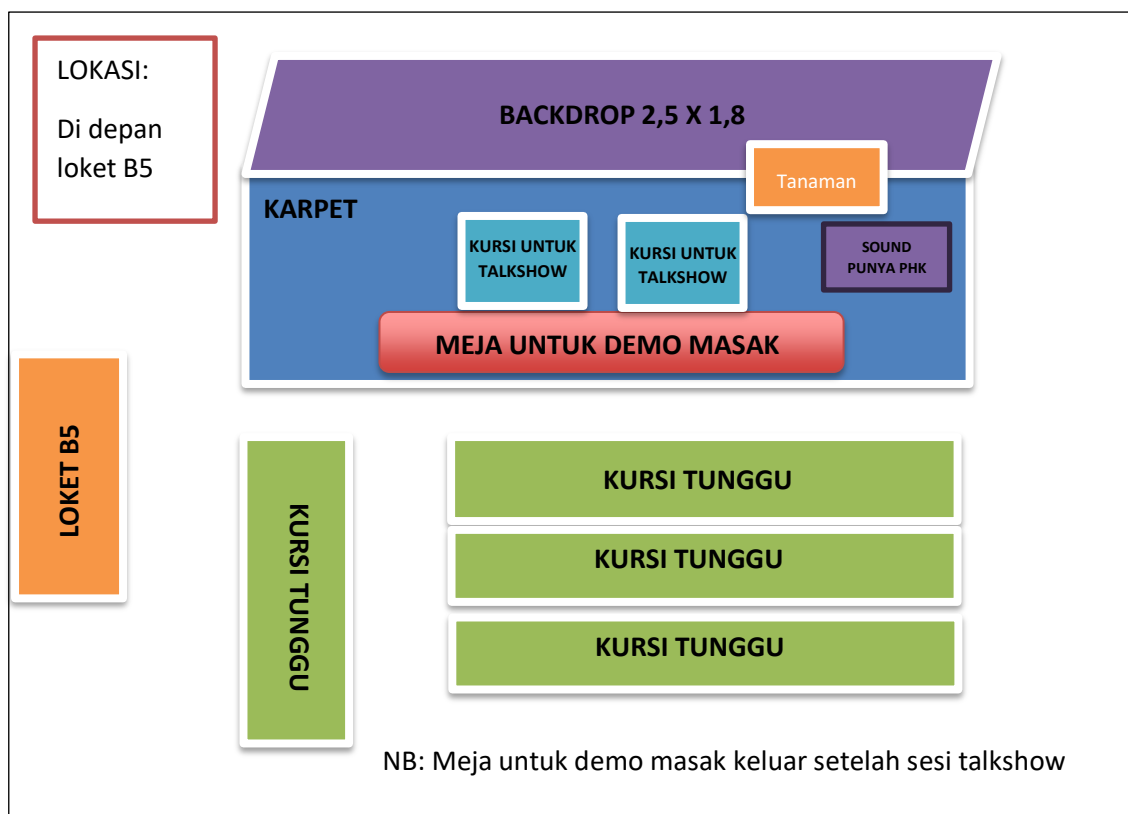 LOKASI:
Di depan
loket B5
BACKDROP 2,5 X 1,8
Tanaman
KARPET
KURSI UNTUK
TALKSHOW
KURSI UNTUK
TALKSHOW
SOUND
PUNYA PHK
MEJA UNTUK DEMO MASAK
LOKET B5
KURSI TUNGGU
KURSI TUNGGU
KURSI TUNGGU
KURSI TUNGGU
NB: Meja untuk demo masak keluar setelah sesi talkshow